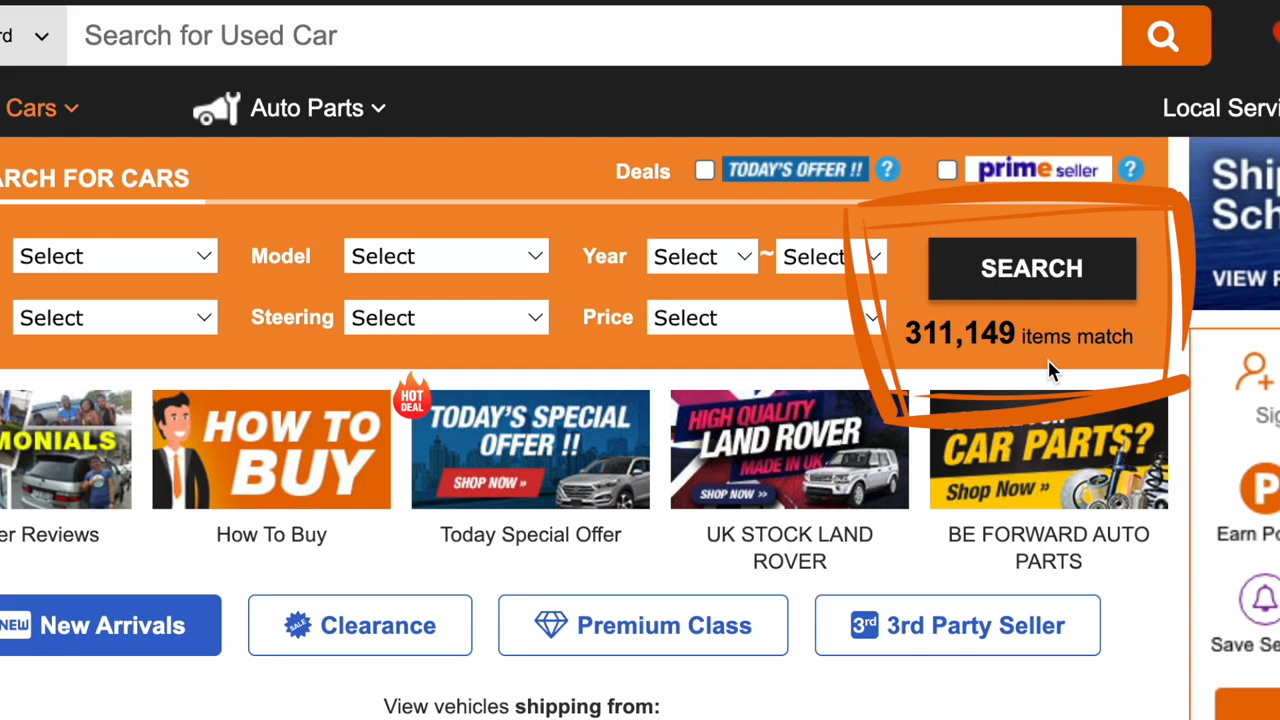 rd
Search for Used Car
Cars
Auto Parts
Local Servi
ARCH FOR CARS
Deals
TODAY'S OFFER !!
?
prime seller
?
Select
Model
Select
Year
Select
~
Select
SEARCH
Select
Steering
Select
Price
Select
311,149 items match
Ship
Sch
VIEW
MONIALS
HOW TO
BUY
HOT
DEAL
TODAY'S SPECIAL
OFFER !!
SHOP NOW »
HIGH QUALITY
LAND ROVER
MADE IN UK
SHOP NOW >>
CAR PARTS?
Shop Now »
er Reviews
How To Buy
Today Special Offer
UK STOCK LAND
ROVER
BE FORWARD AUTO
PARTS
Sig
P
Earn Po
NEW
New Arrivals
SALE
Clearance
Premium Class
3rd
3rd Party Seller
Save Se
View vehicles shipping from: